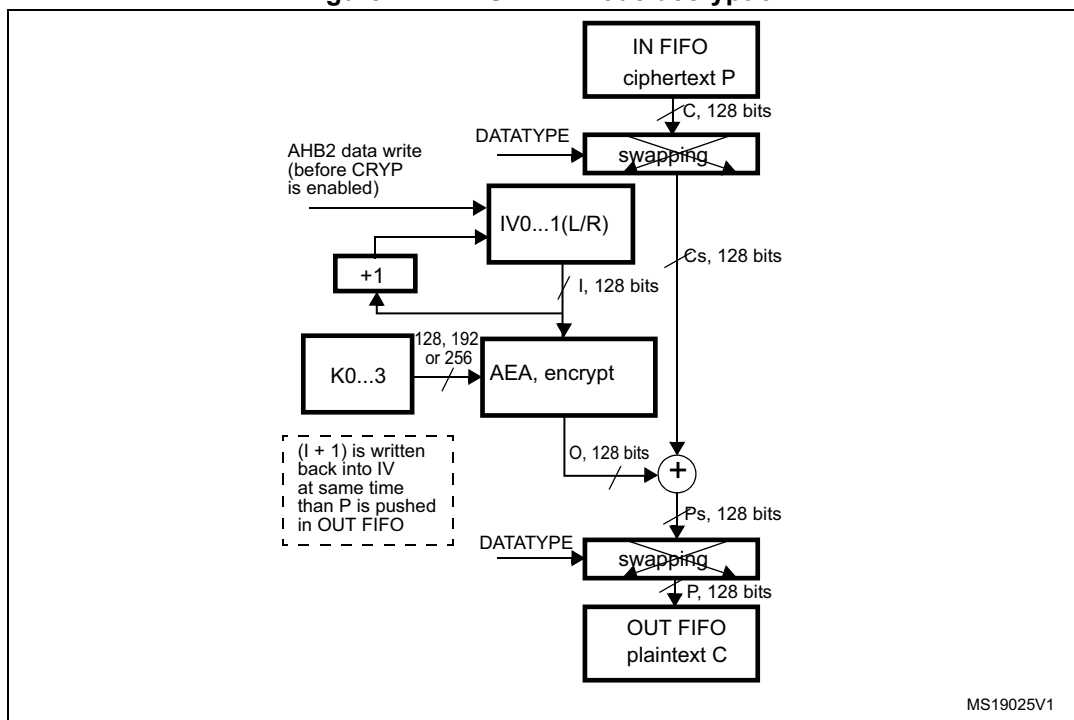 IN FIFO
ciphertext P
C, 128 bits
DATATYPE
swapping
AHB2 data write
(before CRYP
is enabled)
IV0...1(L/R)
Cs, 128 bits
+1
I, 128 bits
128, 192
or 256
K0...3
AEA, encrypt
(I + 1) is written
back into IV
at same time
than P is pushed
in OUT FIFO
O, 128 bits
+
Ps, 128 bits
DATATYPE
swapping
P, 128 bits
OUT FIFO
plaintext C
MS19025V1